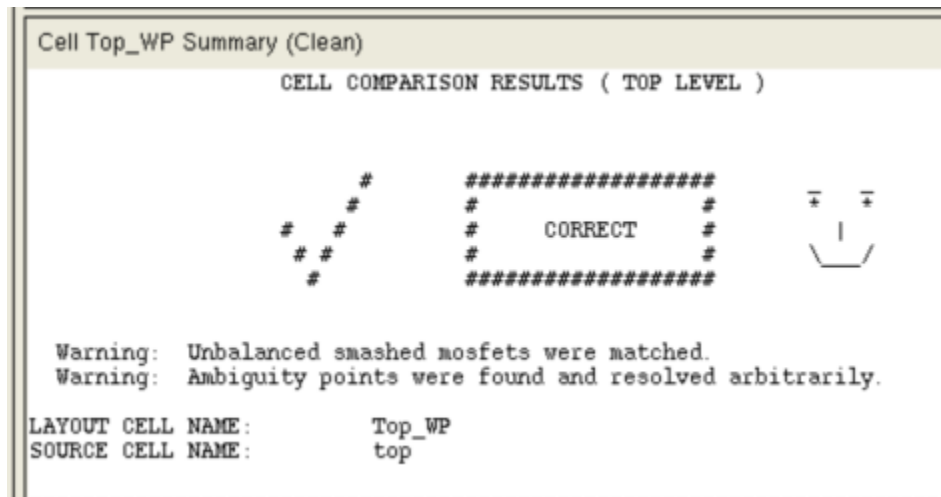 Cell Top_WP Summary (Clean)
CELL COMPARISON RESULTS ( TOP LEVEL )
CORRECT
Warning: Unbalanced smashed mosfets were matched.
Warning: Ambiguity points were found and resolved arbitrarily.
LAYOUT CELL NAME: Top_WP
SOURCE CELL NAME: top